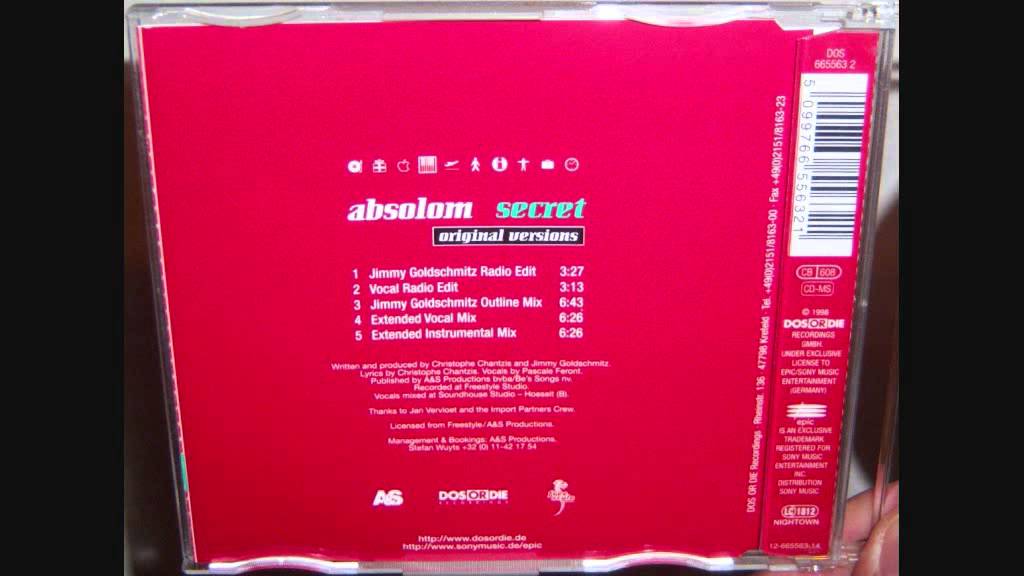 absolom secret
original versions
1 Jimmy Goldschmitz Radio Edit 3:27
2 Vocal Radio Edit 3:13
3 Jimmy Goldschmitz Outline Mix 6:43
4 Extended Vocal Mix 6:26
5 Extended Instrumental Mix 6:26
Written and produced by Christophe Chantzis and Jimmy Goldschmitz.
Lyrics by Christophe Chantzis. Vocals by Pascale Feront.
Published by A&S Productions bvba/Be's Songs nv.
Recorded at Freestyle Studio.
Vocals mixed at Soundhouse Studio – Hoeselt (B).
Thanks to Jan Vervloet and the Import Partners Crew.
Licensed from Freestyle/A&S Productions.
Management & Bookings: A&S Productions.
Stefan Wuyts +32 (0) 11-42 17 54
A&S
DOS OR DIE
RECORDINGS
http://www.dosordie.de
http://www.sonymusic.de/epic
DOS OR DIE Recordings · Rheinstr. 136 · 47798 Krefeld · Tel. +49(0)2151/8163-00 · Fax +49(0)2151/8163-23
DOS
665563 2
5 099766 556321
CB 608
CD-MS
© 1998
DOS OR DIE
RECORDINGS
GMBH.
UNDER EXCLUSIVE
LICENSE TO
EPIC/SONY MUSIC
ENTERTAINMENT
(GERMANY)
epic
IS AN EXCLUSIVE
TRADEMARK
REGISTERED FOR
SONY MUSIC
ENTERTAINMENT
INC.
DISTRIBUTION
SONY MUSIC
LC 1812
NIGHTOWN
12-665563-14